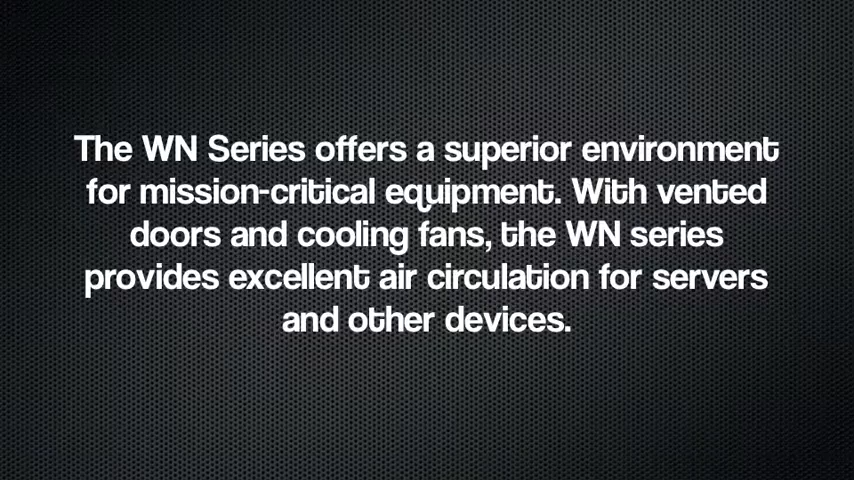 The WN Series offers a superior environment
for mission-critical equipment. With vented
doors and cooling fans, the WN series
provides excellent air circulation for servers
and other devices.